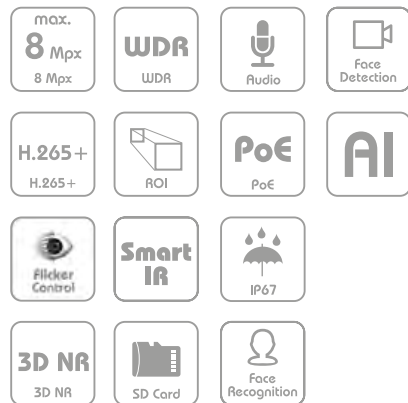 max.
8 Mpx
8 Mpx
WDR
WDR
Audio
Face
Detection
H.265+
H.265+
ROI
PoE
PoE
AI
Flicker
Control
Smart
IR
IP67
3D NR
3D NR
SD Card
Face
Recognition